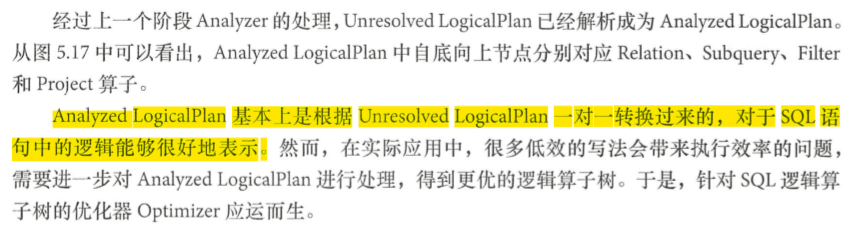 经过上一个阶段 Analyzer 的处理，Unresolved LogicalPlan 已经解析成为 Analyzed LogicalPlan。
从图 5.17 中可以看出，Analyzed LogicalPlan 中自底向上节点分别对应 Relation、Subquery、Filter
和 Project 算子。
Analyzed LogicalPlan 基本上是根据 Unresolved LogicalPlan 一对一转换过来的，对于 SQL 语
句中的逻辑能够很好地表示。然而，在实际应用中，很多低效的写法会带来执行效率的问题，
需要进一步对 Analyzed LogicalPlan 进行处理，得到更优的逻辑算子树。于是，针对 SQL 逻辑算
子树的优化器 Optimizer 应运而生。